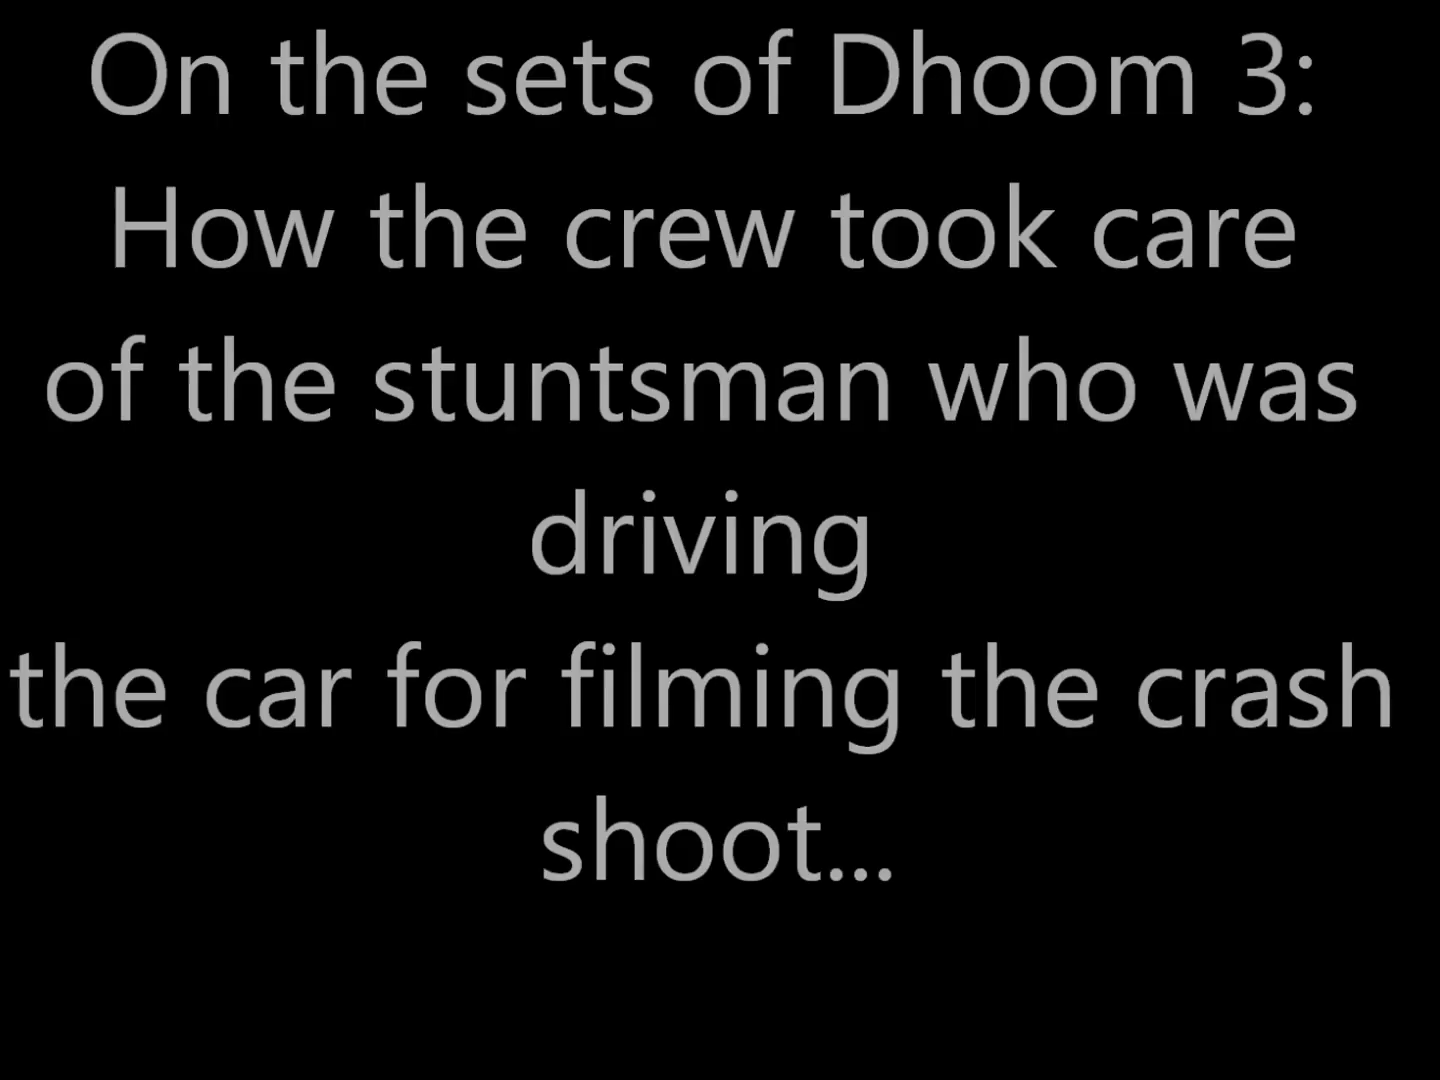 On the sets of Dhoom 3:
How the crew took care
of the stuntsman who was
driving
the car for filming the crash
shoot...